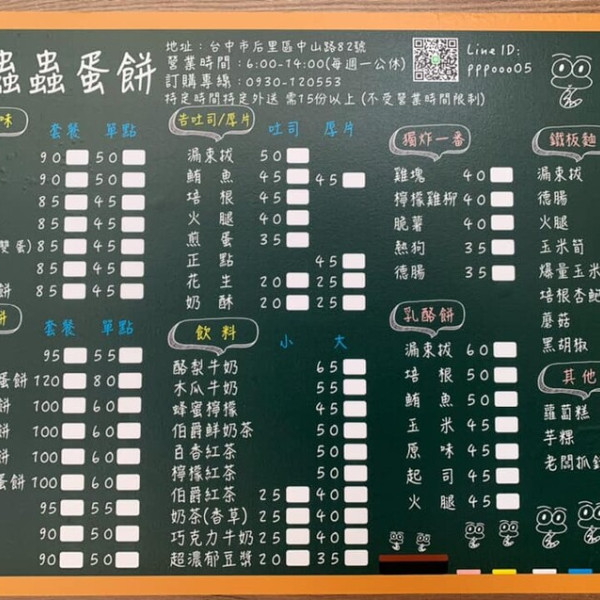 蟲蟲蛋餅
地址：台中市后里區中山路82號
營業時間：6:00-14:00(每週一公休)
訂購專線：0930-120553
特定時間特定外送 需15份以上 (不受營業時間限制)
Line ID:
pppooo05
味
套餐 單點
90 50
90 50
85 45
85 45
雙蛋) 85 45
85 45
餅 85 45
餅
套餐 單點
95 55
蛋餅 120 80
餅 100 60
餅 100 60
餅 100 60
蛋餅 100 60
95 50
90 50
90 50
吉吐司/厚片
吐司 厚片
滿東拔 50
鮪魚 45 45
培根 45
火腿 40
煎蛋 35
正點 45
花生 20 25
奶酥 20 25
飲料
小 大
酪梨牛奶 65
木瓜牛奶 55
蜂蜜檸檬 45
伯爵鮮奶茶 50
百香紅茶 50
檸檬紅茶 50
伯爵紅茶 25 40
奶茶(香草) 25 40
巧克力牛奶 25 40
超濃郁豆漿 20 35
獨炸一番
雞塊 40
檸檬雞柳 40
脆薯 40
熱狗 35
德腸 35
乳酪餅
滿東拔 60
培根 50
鮪魚 50
玉米 45
原味 45
起司 45
火腿 45
鐵板麵
滿東拔
德腸
火腿
玉米筍
爆量玉米
培根杏鮑
蘑菇
黑胡椒
其他
蘿蔔糕
芋粿
老闆抓餅